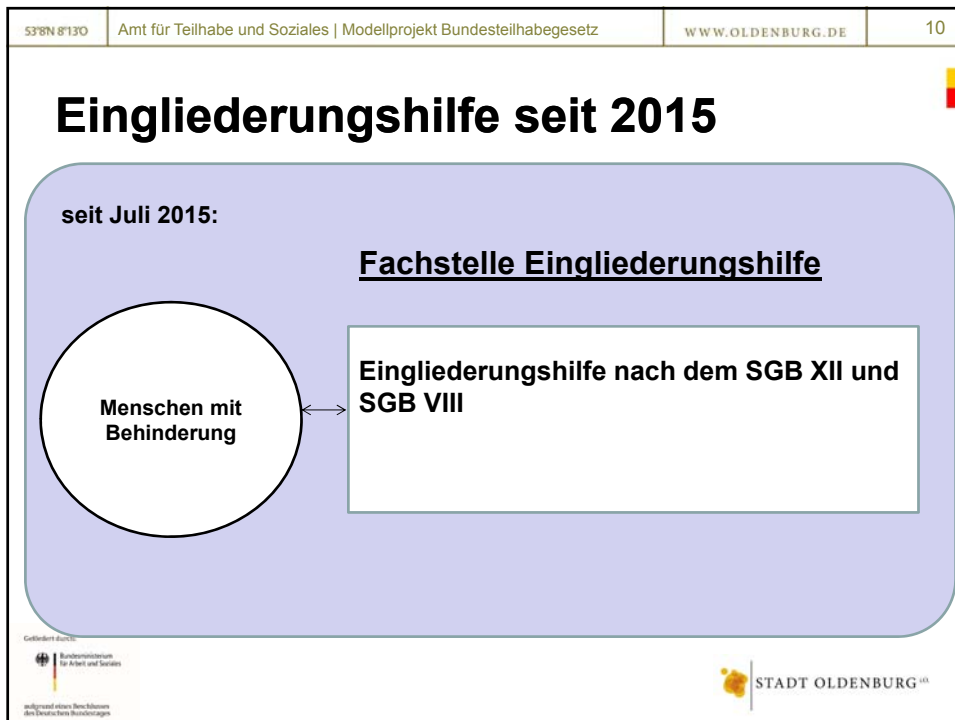 53°8'N 8°13'O
Amt für Teilhabe und Soziales | Modellprojekt Bundesteilhabegesetz
WWW.OLDENBURG.DE
10
Eingliederungshilfe seit 2015
seit Juli 2015:
Fachstelle Eingliederungshilfe
Menschen mit
Behinderung
Eingliederungshilfe nach dem SGB XII und
SGB VIII
Gefördert durch:
Bundesministerium
für Arbeit und Soziales
aufgrund eines Beschlusses
des Deutschen Bundestages
STADT OLDENBURG i.O.